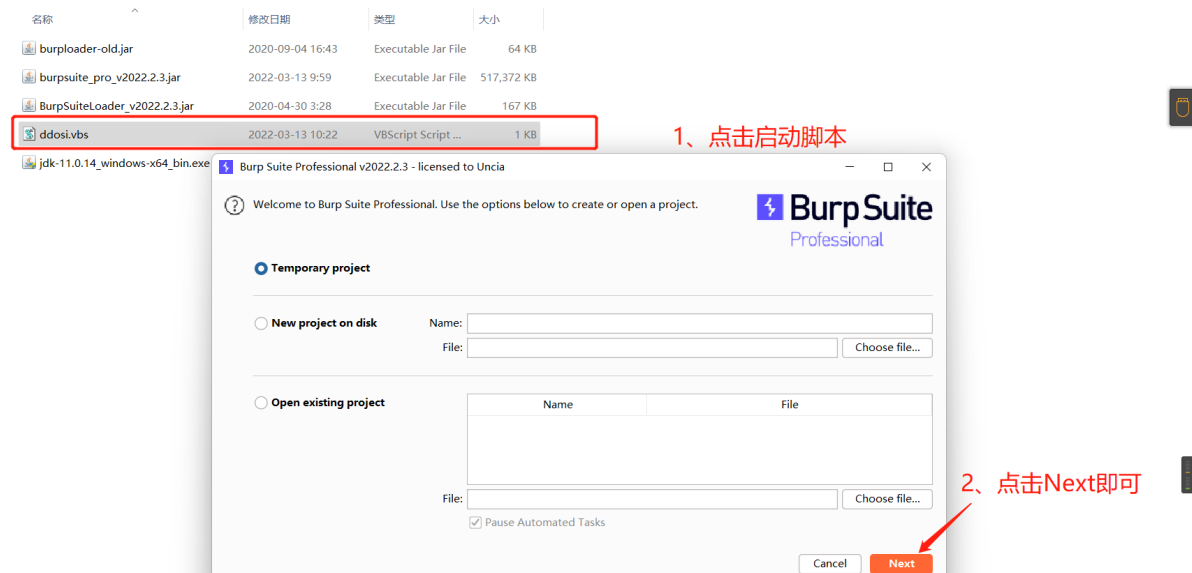 名称 修改日期 类型 大小
burploader-old.jar 2020-09-04 16:43 Executable Jar File 64 KB
burpsuite_pro_v2022.2.3.jar 2022-03-13 9:59 Executable Jar File 517,372 KB
BurpSuiteLoader_v2022.2.3.jar 2020-04-30 3:28 Executable Jar File 167 KB
ddosi.vbs 2022-03-13 10:22 VBScript Script ... 1 KB
1、点击启动脚本
jdk-11.0.14_windows-x64_bin.exe
Burp Suite Professional v2022.2.3 - licensed to Uncia
Welcome to Burp Suite Professional. Use the options below to create or open a project.
Burp Suite
Professional
Temporary project
New project on disk Name:
File: Choose file...
Open existing project Name File
File: Choose file...
Pause Automated Tasks
2、点击Next即可
Cancel Next